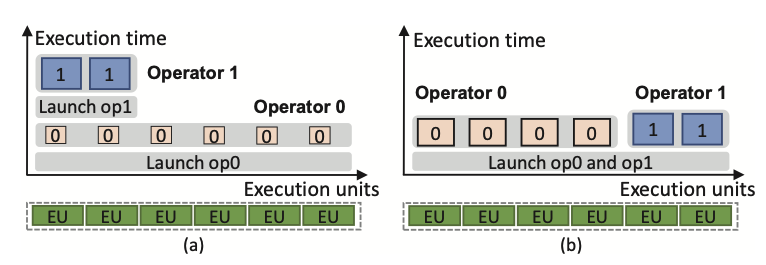 Execution time
1 1 Operator 1
Launch op1 Operator 0
0 0 0 0 0 0
Launch op0
Execution units
EU EU EU EU EU EU
(a)
Execution time
Operator 0 Operator 1
0 0 0 0 1 1
Launch op0 and op1
Execution units
EU EU EU EU EU EU
(b)